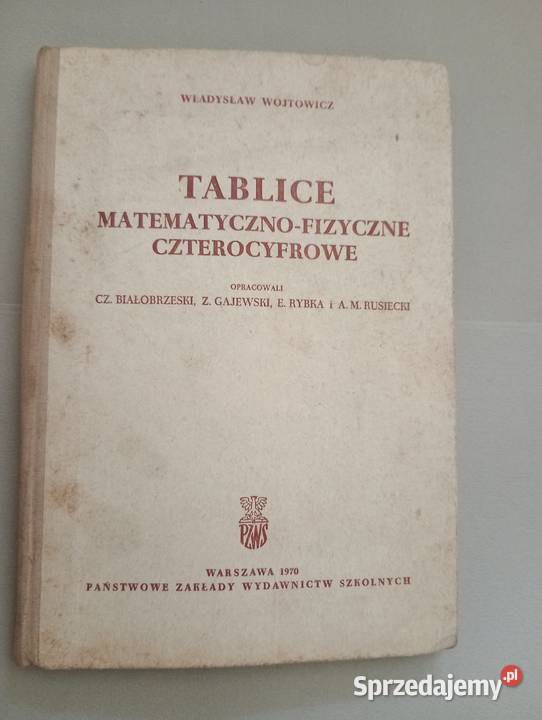 WŁADYSŁAW WOJTOWICZ
TABLICE
MATEMATYCZNO-FIZYCZNE
CZTEROCYFROWE
OPRACOWALI
CZ. BIAŁOBRZESKI, Z. GAJEWSKI, E. RYBKA i A. M. RUSIECKI
PZWS
WARSZAWA 1970
PAŃSTWOWE ZAKŁADY WYDAWNICTW SZKOLNYCH
Sprzedajemy.pl